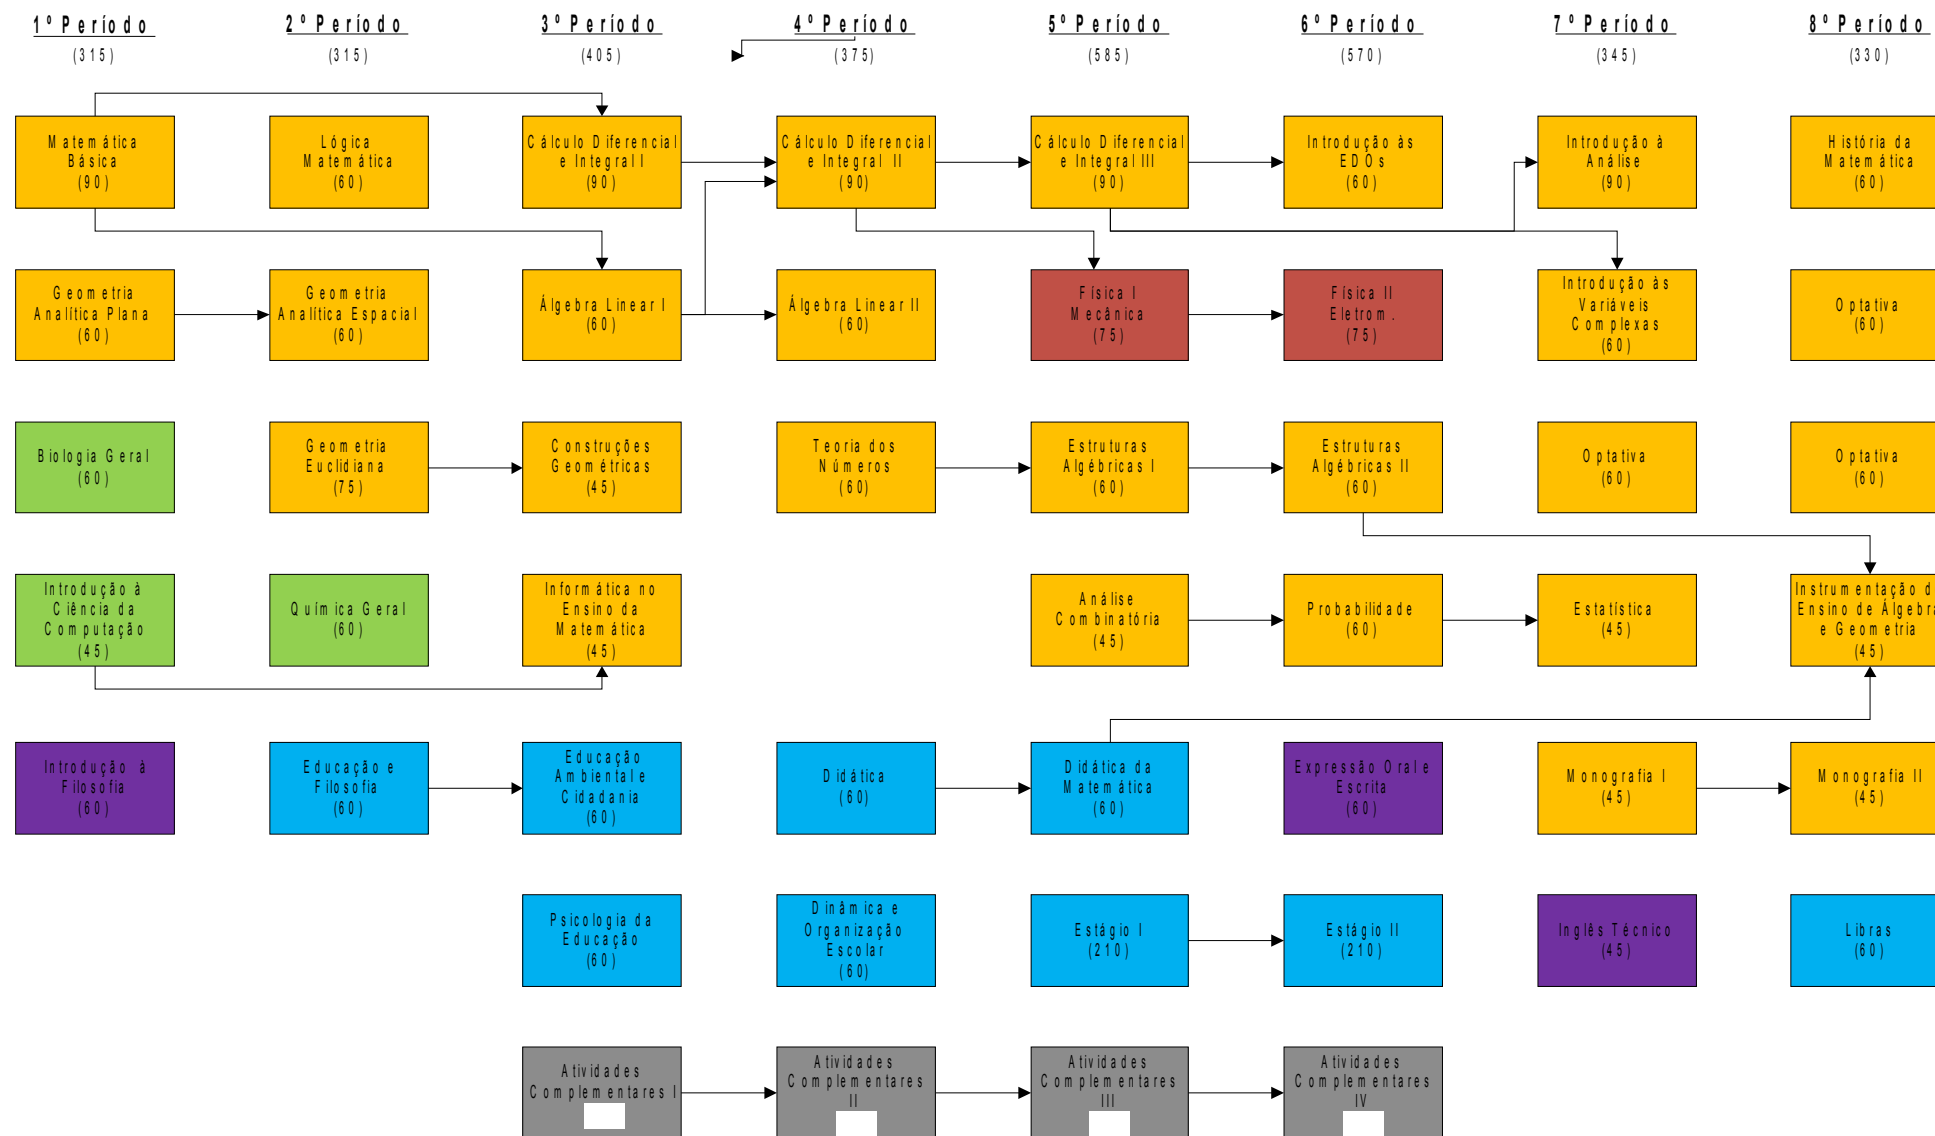 1º Período
2º Período
3º Período
4º Período
5º Período
6º Período
7º Período
8º Período
(315)
(315)
(405)
(375)
(585)
(570)
(345)
(330)
Matemática
Básica
(90)
Lógica
Matemática
(60)
Cálculo Diferencial
e Integral I
(90)
Cálculo Diferencial
e Integral II
(90)
Cálculo Diferencial
e Integral III
(90)
Introdução às
EDOs
(60)
Introdução à
Análise
(90)
História da
Matemática
(60)
Geometria
Analítica Plana
(60)
Geometria
Analítica Espacial
(60)
Álgebra Linear I
(60)
Álgebra Linear II
(60)
Física I
Mecânica
(75)
Física II
Eletrom.
(75)
Introdução às
Variáveis
Complexas
(60)
Optativa
(60)
Biologia Geral
(60)
Geometria
Euclidiana
(75)
Construções
Geométricas
(45)
Teoria dos
Números
(60)
Estruturas
Algébricas I
(60)
Estruturas
Algébricas II
(60)
Optativa
(60)
Optativa
(60)
Introdução à
Ciência da
Computação
(45)
Química Geral
(60)
Informática no
Ensino da
Matemática
(45)
Análise
Combinatória
(45)
Probabilidade
(60)
Estatística
(45)
Instrumentação d
Ensino de Álgebra
e Geometria
(45)
Introdução à
Filosofia
(60)
Educação e
Filosofia
(60)
Educação
Ambiental e
Cidadania
(60)
Didática
(60)
Didática da
Matemática
(60)
Expressão Oral e
Escrita
(60)
Monografia I
(45)
Monografia II
(45)
Psicologia da
Educação
(60)
Dinâmica e
Organização
Escolar
(60)
Estágio I
(210)
Estágio II
(210)
Inglês Técnico
(45)
Libras
(60)
Atividades
Complementares I
Atividades
Complementares
II
Atividades
Complementares
III
Atividades
Complementares
IV